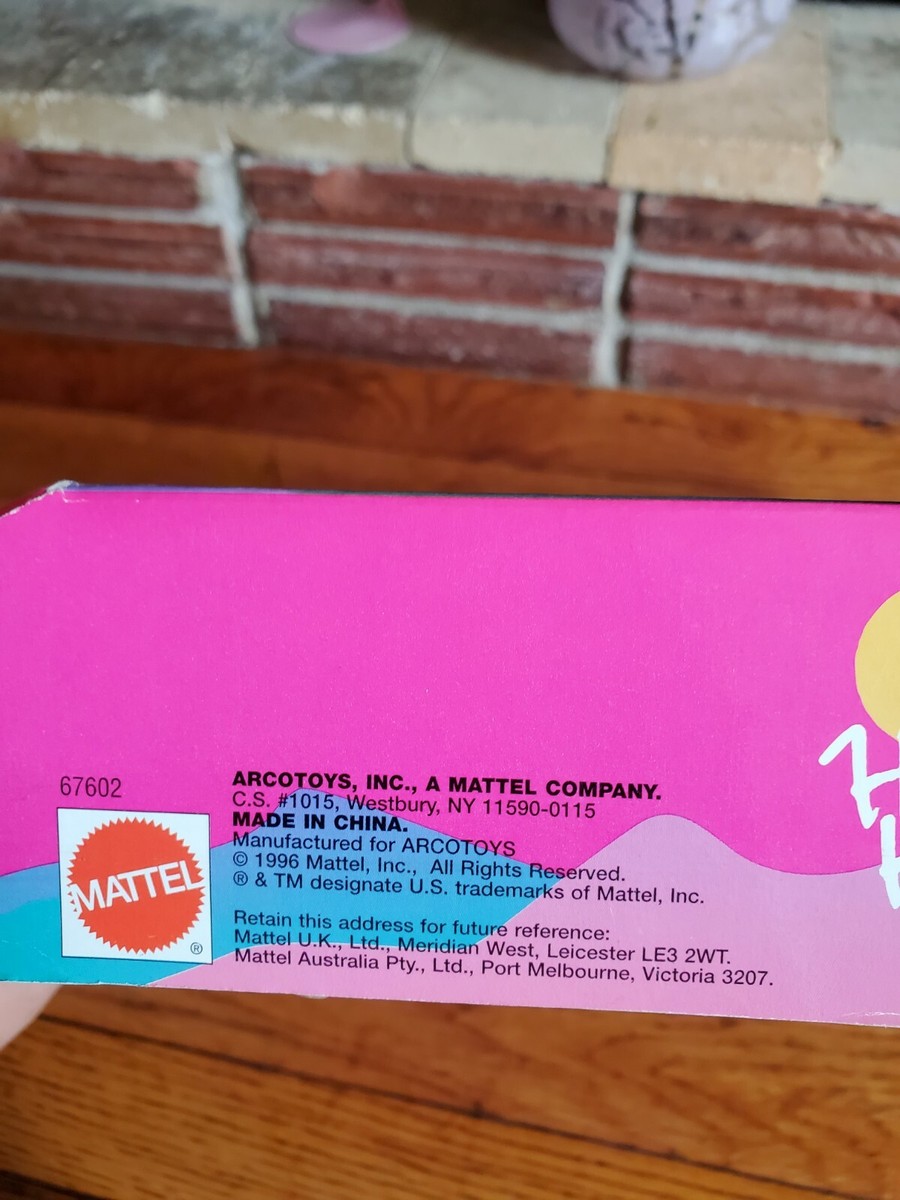 67602
MATTEL
®
ARCOTOYS, INC., A MATTEL COMPANY.
C.S. #1015, Westbury, NY 11590-0115
MADE IN CHINA.
Manufactured for ARCOTOYS
© 1996 Mattel, Inc., All Rights Reserved.
® & TM designate U.S. trademarks of Mattel, Inc.
Retain this address for future reference:
Mattel U.K., Ltd., Meridian West, Leicester LE3 2WT.
Mattel Australia Pty., Ltd., Port Melbourne, Victoria 3207.